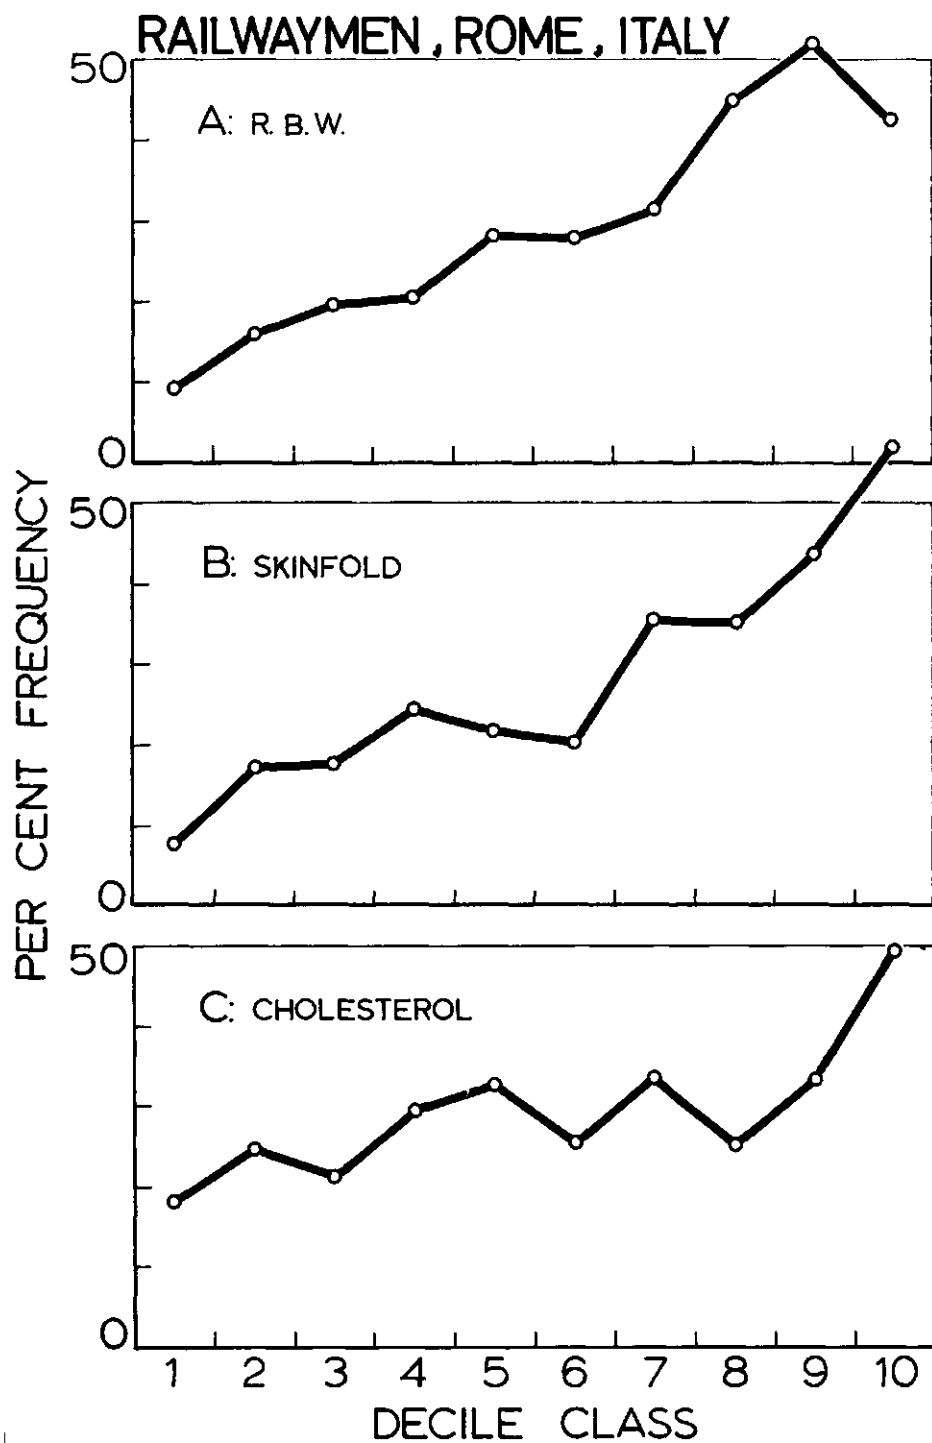 RAILWAYMEN, ROME, ITALY
50
A: R.B.W.
0
50
B: SKINFOLD
0
50
C: CHOLESTEROL
0
PER CENT FREQUENCY
1 2 3 4 5 6 7 8 9 10
DECILE CLASS